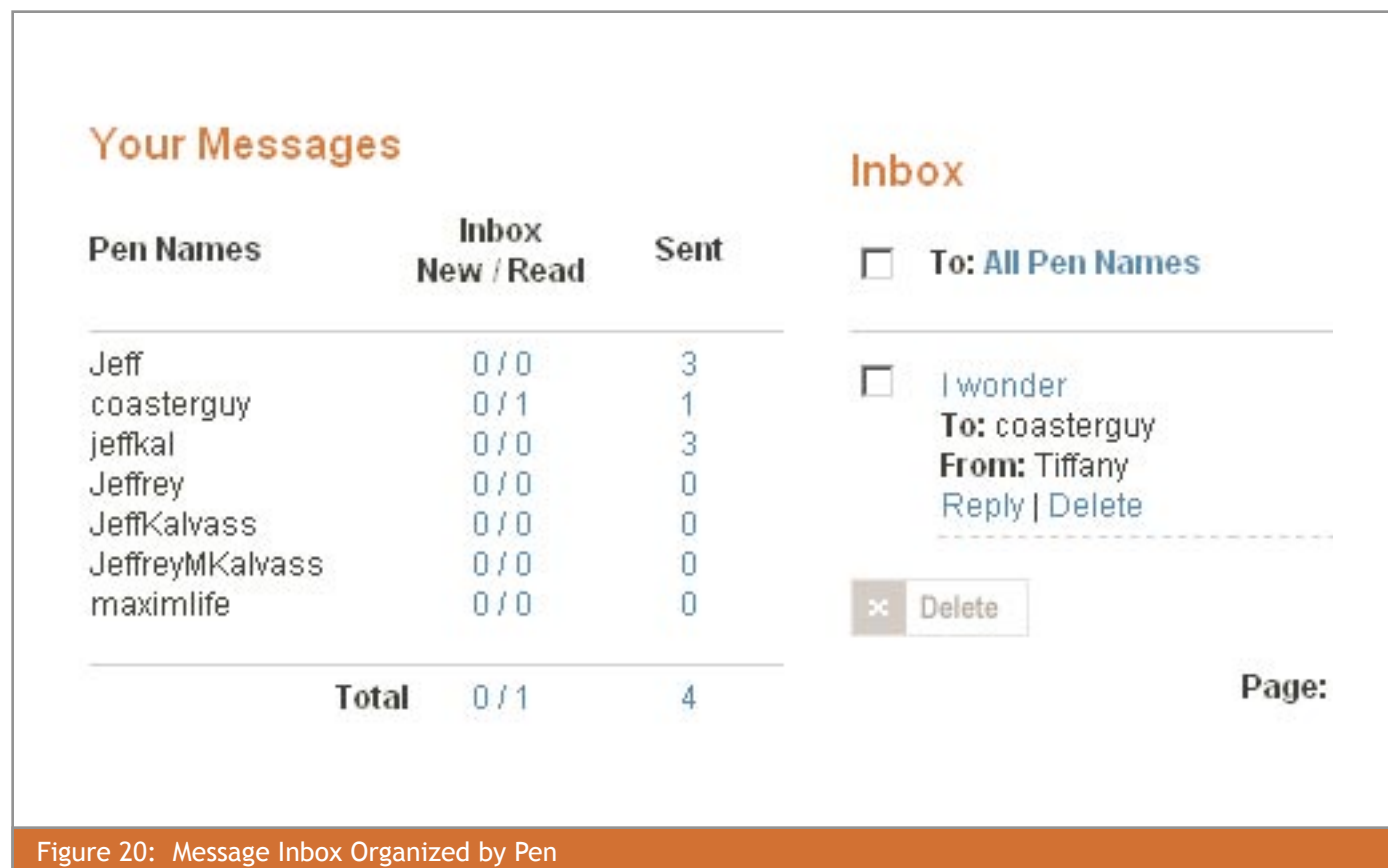 Your Messages
Pen Names Inbox New / Read Sent
Jeff 0 / 0 3
coasterguy 0 / 1 1
jeffkal 0 / 0 3
Jeffrey 0 / 0 0
JeffKalvass 0 / 0 0
JeffreyMKalvass 0 / 0 0
maximlife 0 / 0 0
Total 0 / 1 4
Inbox
To: All Pen Names
I wonder
To: coasterguy
From: Tiffany
Reply | Delete
Delete
Page:
Figure 20: Message Inbox Organized by Pen